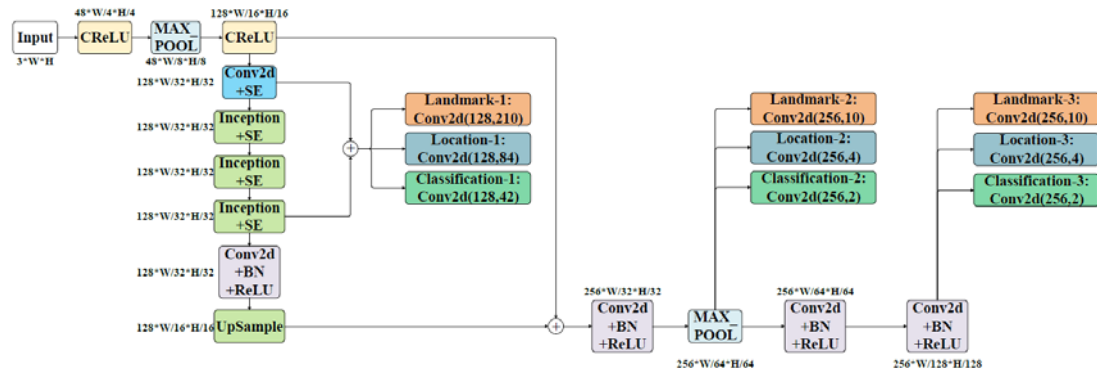 48*W/4*H/4
128*W/16*H/16
Input
CReLU
MAX_
POOL
CReLU
3*W*H
48*W/8*H/8
128*W/32*H/32
Conv2d
+SE
128*W/32*H/32
Inception
+SE
128*W/32*H/32
Inception
+SE
128*W/32*H/32
Inception
+SE
128*W/32*H/32
Conv2d
+BN
+ReLU
128*W/16*H/16
UpSample
+
Landmark-1:
Conv2d(128,210)
Location-1:
Conv2d(128,84)
Classification-1:
Conv2d(128,42)
+
256*W/32*H/32
Conv2d
+BN
+ReLU
MAX_
POOL
256*W/64*H/64
Landmark-2:
Conv2d(256,10)
Location-2:
Conv2d(256,4)
Classification-2:
Conv2d(256,2)
256*W/64*H/64
Conv2d
+BN
+ReLU
Conv2d
+BN
+ReLU
256*W/128*H/128
Landmark-3:
Conv2d(256,10)
Location-3:
Conv2d(256,4)
Classification-3:
Conv2d(256,2)